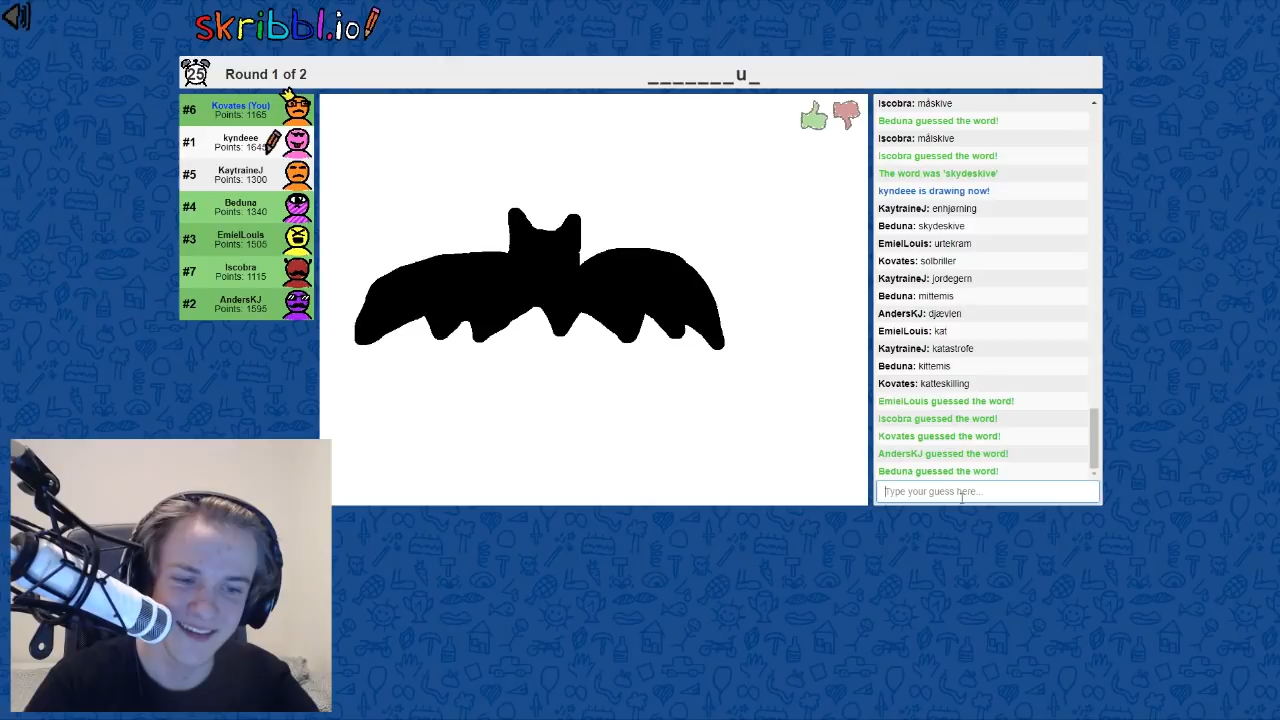 skribbl.io
25
Round 1 of 2
_______u_
#6 Kovates (You)
Points: 1165
#1 kyndeee
Points: 1645
#5 KaytraineJ
Points: 1300
#4 Beduna
Points: 1340
#3 EmielLouis
Points: 1505
#7 Iscobra
Points: 1115
#2 AndersKJ
Points: 1595
Iscobra: måskive
Beduna guessed the word!
Iscobra: målskive
Iscobra guessed the word!
The word was 'skydeskive'
kyndeee is drawing now!
KaytraineJ: enhjørning
Beduna: skydeskive
EmielLouis: urtekram
Kovates: solbriller
KaytraineJ: jordegern
Beduna: mittemis
AndersKJ: djævlen
EmielLouis: kat
KaytraineJ: katastrofe
Beduna: kittemis
Kovates: katteskilling
EmielLouis guessed the word!
Iscobra guessed the word!
Kovates guessed the word!
AndersKJ guessed the word!
Beduna guessed the word!
Type your guess here...